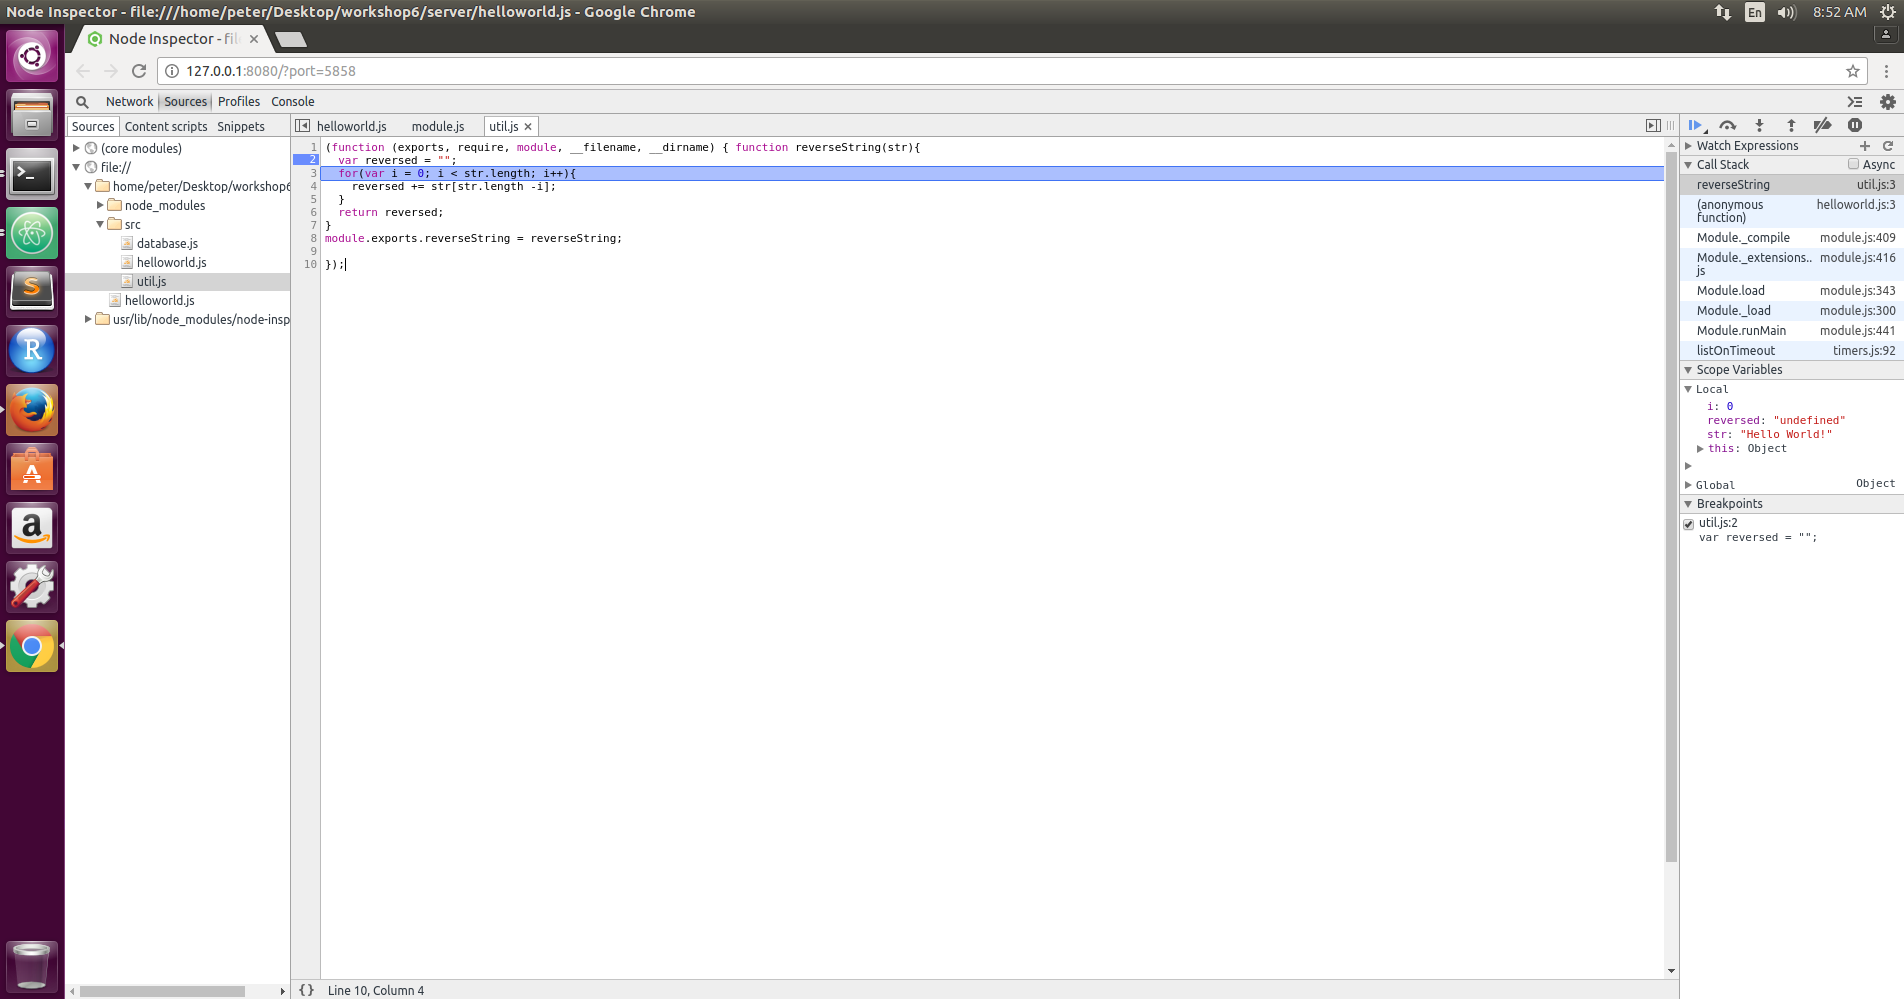 Node Inspector - file:///home/peter/Desktop/workshop6/server/helloworld.js - Google Chrome
En
8:52 AM
Node Inspector - fil
127.0.0.1:8080/?port=5858
Network Sources Profiles Console
Sources Content scripts Snippets
(core modules)
file://
home/peter/Desktop/workshop6
node_modules
src
database.js
helloworld.js
util.js
helloworld.js
usr/lib/node_modules/node-insp
helloworld.js module.js util.js
1 (function (exports, require, module, __filename, __dirname) { function reverseString(str){
2 var reversed = "";
3 for(var i = 0; i < str.length; i++){
4 reversed += str[str.length -i];
5 }
6 return reversed;
7 }
8 module.exports.reverseString = reverseString;
9
10 });
{ } Line 10, Column 4
Watch Expressions
Call Stack Async
reverseString util.js:3
(anonymous function) helloworld.js:3
Module._compile module.js:409
Module._extensions..js module.js:416
Module.load module.js:343
Module._load module.js:300
Module.runMain module.js:441
listOnTimeout timers.js:92
Scope Variables
Local
i: 0
reversed: "undefined"
str: "Hello World!"
this: Object
Global Object
Breakpoints
util.js:2
var reversed = "";